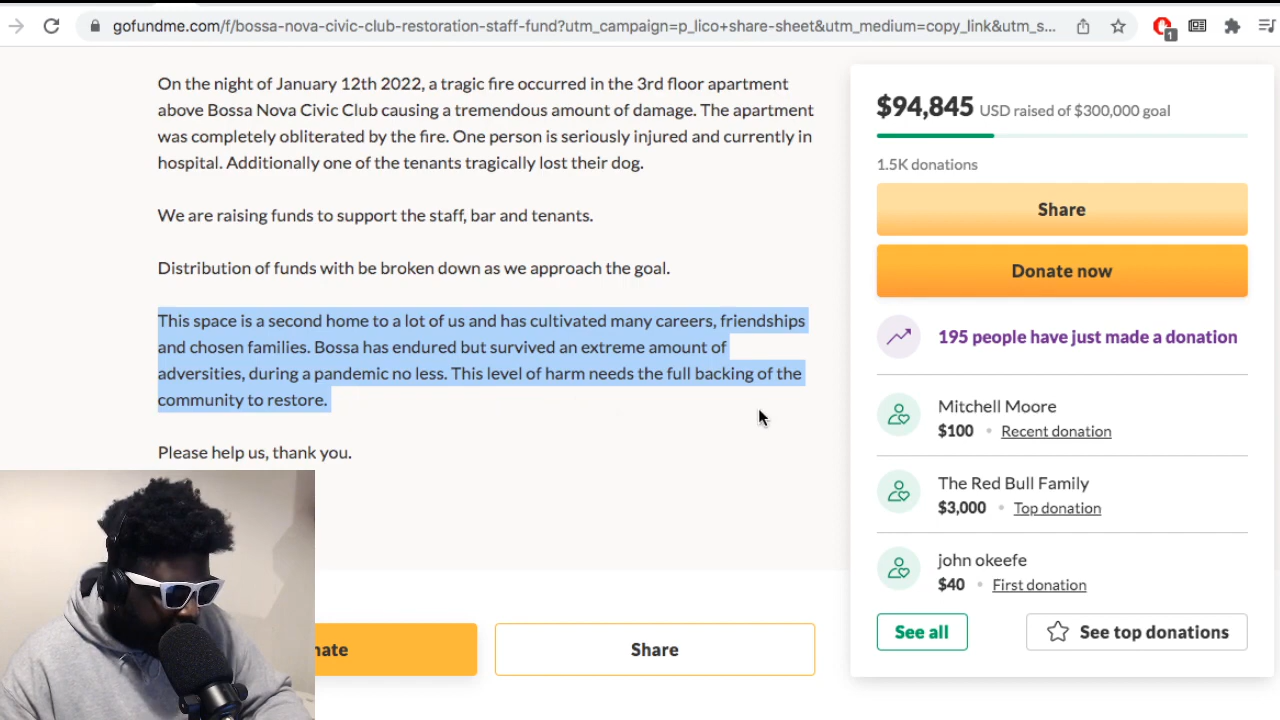 gofundme.com/f/bossa-nova-civic-club-restoration-staff-fund?utm_campaign=p_lico+share-sheet&utm_medium=copy_link&utm_s...
1
On the night of January 12th 2022, a tragic fire occurred in the 3rd floor apartment
above Bossa Nova Civic Club causing a tremendous amount of damage. The apartment
was completely obliterated by the fire. One person is seriously injured and currently in
hospital. Additionally one of the tenants tragically lost their dog.
We are raising funds to support the staff, bar and tenants.
Distribution of funds with be broken down as we approach the goal.
This space is a second home to a lot of us and has cultivated many careers, friendships
and chosen families. Bossa has endured but survived an extreme amount of
adversities, during a pandemic no less. This level of harm needs the full backing of the
community to restore.
Please help us, thank you.
nate
Share
$94,845 USD raised of $300,000 goal
1.5K donations
Share
Donate now
195 people have just made a donation
Mitchell Moore
$100 • Recent donation
The Red Bull Family
$3,000 • Top donation
john okeefe
$40 • First donation
See all
See top donations